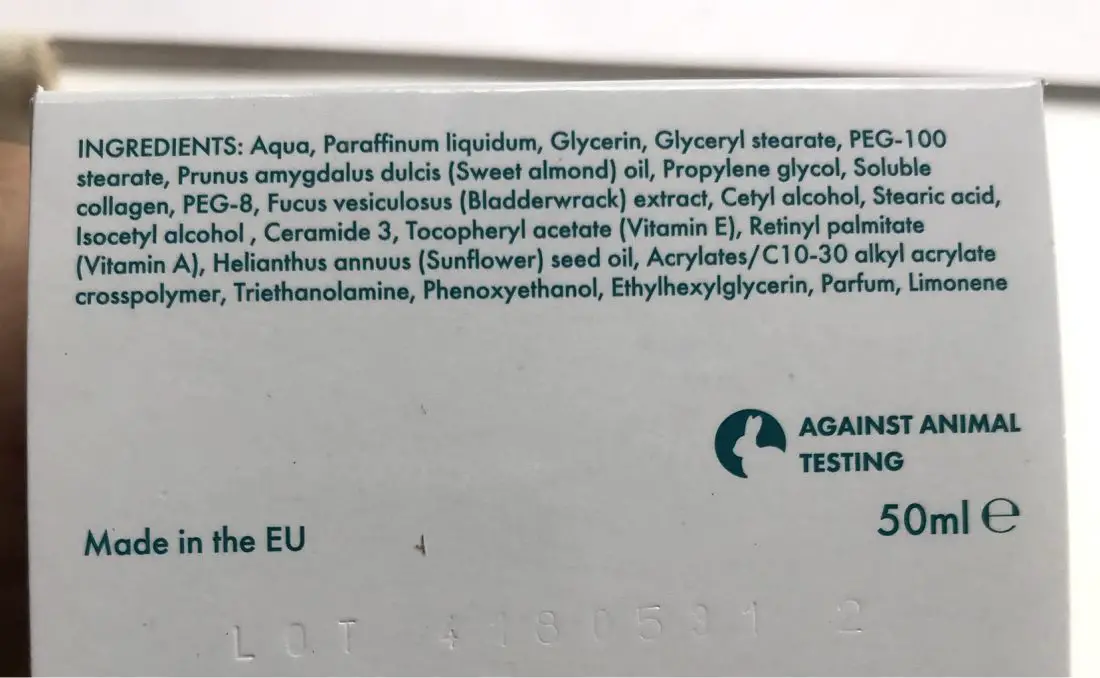 INGREDIENTS: Aqua, Paraffinum liquidum, Glycerin, Glyceryl stearate, PEG-100
stearate, Prunus amygdalus dulcis (Sweet almond) oil, Propylene glycol, Soluble
collagen, PEG-8, Fucus vesiculosus (Bladderwrack) extract, Cetyl alcohol, Stearic acid,
Isocetyl alcohol , Ceramide 3, Tocopheryl acetate (Vitamin E), Retinyl palmitate
(Vitamin A), Helianthus annuus (Sunflower) seed oil, Acrylates/C10-30 alkyl acrylate
crosspolymer, Triethanolamine, Phenoxyethanol, Ethylhexylglycerin, Parfum, Limonene
AGAINST ANIMAL
TESTING
50ml ℮
Made in the EU
LOT